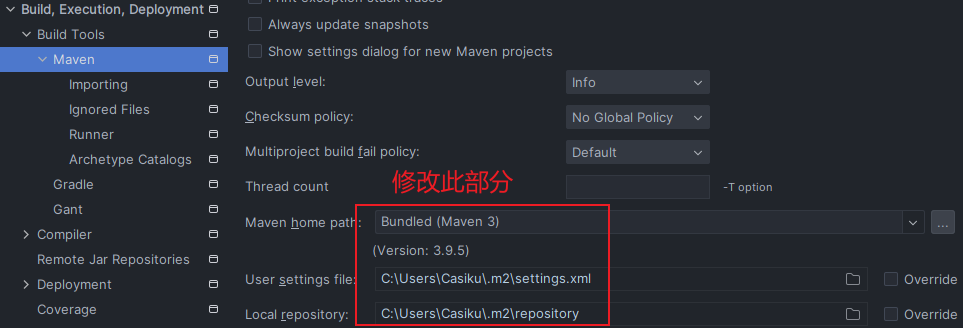 Build, Execution, Deployment
Build Tools
Maven
Importing
Ignored Files
Runner
Archetype Catalogs
Gradle
Gant
Compiler
Remote Jar Repositories
Deployment
Coverage
Print exception stack traces
Always update snapshots
Show settings dialog for new Maven projects
Output level: Info
Checksum policy: No Global Policy
Multiproject build fail policy: Default
Thread count -T option
修改此部分
Maven home path: Bundled (Maven 3) ...
(Version: 3.9.5)
User settings file: C:\Users\Casiku\.m2\settings.xml Override
Local repository: C:\Users\Casiku\.m2\repository Override